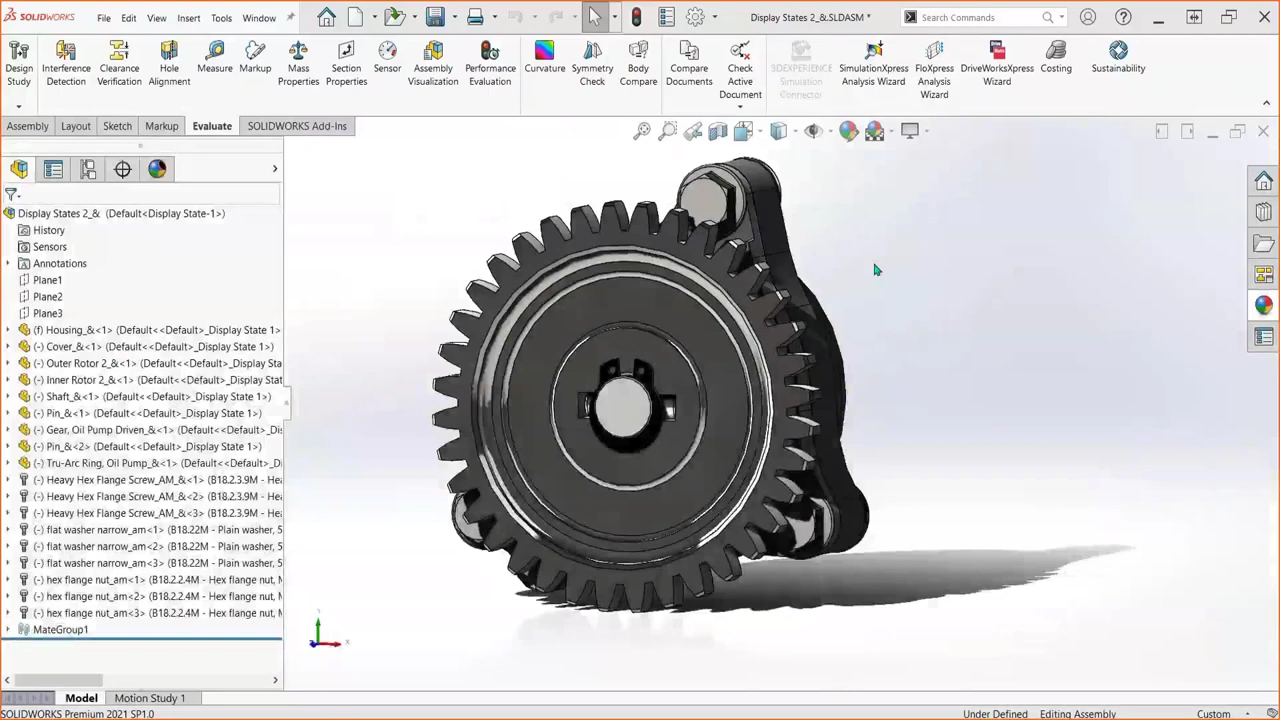 SOLIDWORKS
File
Edit
View
Insert
Tools
Window
Display States 2_&.SLDASM *
Search Commands
Design Study
Interference Detection
Clearance Verification
Hole Alignment
Measure
Markup
Mass Properties
Section Properties
Sensor
Assembly Visualization
Performance Evaluation
Curvature
Symmetry Check
Body Compare
Compare Documents
Check Active Document
3DEXPERIENCE Simulation Connector
SimulationXpress Analysis Wizard
FloXpress Analysis Wizard
DriveWorksXpress Wizard
Costing
Sustainability
Assembly
Layout
Sketch
Markup
Evaluate
SOLIDWORKS Add-Ins
Display States 2_& (Default<Display State-1>)
History
Sensors
Annotations
Plane1
Plane2
Plane3
(f) Housing_&<1> (Default<<Default>_Display State 1>)
(-) Cover_&<1> (Default<<Default>_Display State 1>)
(-) Outer Rotor 2_&<1> (Default<<Default>_Display Sta
(-) Inner Rotor 2_&<1> (Default<<Default>_Display Sta
(-) Shaft_&<1> (Default<<Default>_Display State 1>)
(-) Pin_&<1> (Default<<Default>_Display State 1>)
(-) Gear, Oil Pump Driven_&<1> (Default<<Default>_Dis
(-) Pin_&<2> (Default<<Default>_Display State 1>)
(-) Tru-Arc Ring, Oil Pump_&<1> (Default<<Default>_Di
(-) Heavy Hex Flange Screw_AM_&<1> (B18.2.3.9M - Hea
(-) Heavy Hex Flange Screw_AM_&<2> (B18.2.3.9M - Hea
(-) Heavy Hex Flange Screw_AM_&<3> (B18.2.3.9M - Hea
(-) flat washer narrow_am<1> (B18.22M - Plain washer, 5
(-) flat washer narrow_am<2> (B18.22M - Plain washer, 5
(-) flat washer narrow_am<3> (B18.22M - Plain washer, 5
(-) hex flange nut_am<1> (B18.2.2.4M - Hex flange nut, M
(-) hex flange nut_am<2> (B18.2.2.4M - Hex flange nut, M
(-) hex flange nut_am<3> (B18.2.2.4M - Hex flange nut, M
MateGroup1
Model
Motion Study 1
SOLIDWORKS Premium 2021 SP1.0
Under Defined
Editing Assembly
Custom